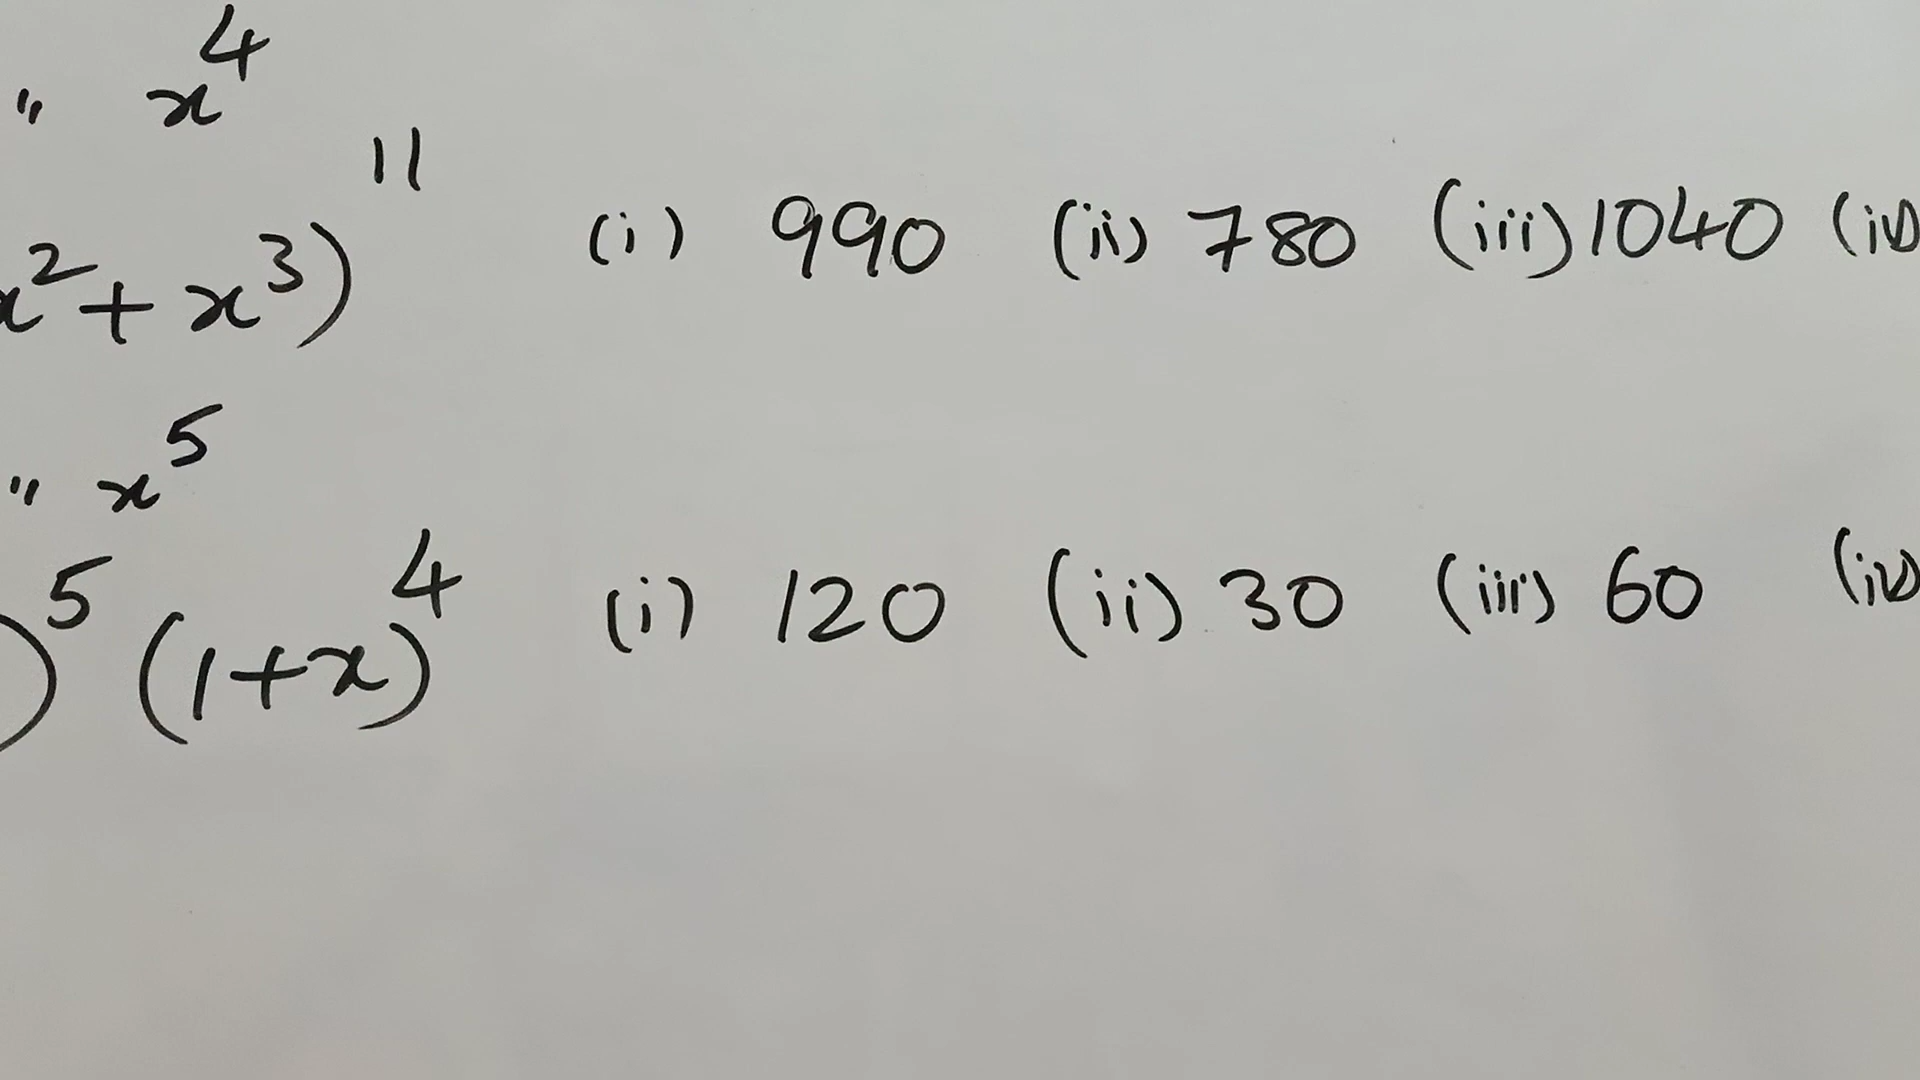 " x⁴
x² + x³)¹¹ (i) 990 (ii) 780 (iii) 1040 (iv)
" x⁵
)⁵ (1+x)⁴ (i) 120 (ii) 30 (iii) 60 (iv)